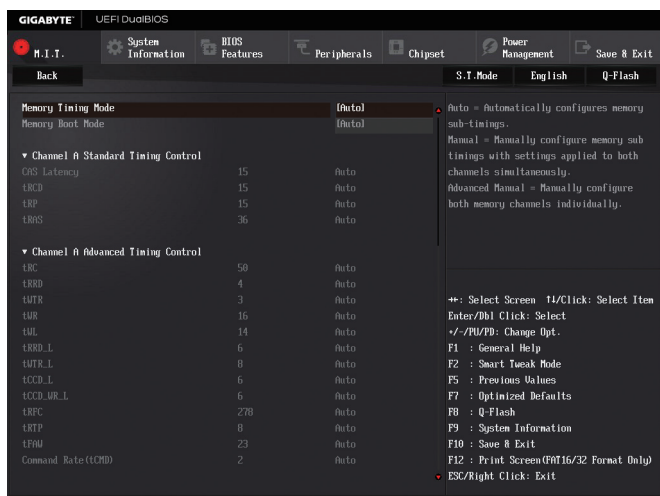 GIGABYTE™ UEFI DualBIOS
M.I.T.
System Information
BIOS Features
Peripherals
Chipset
Power Management
Save & Exit
Back
S.T.Mode English Q-Flash
Memory Timing Mode [Auto]
Memory Boot Mode [Auto]
▼ Channel A Standard Timing Control
CAS Latency 15 Auto
tRCD 15 Auto
tRP 15 Auto
tRAS 36 Auto
▼ Channel A Advanced Timing Control
tRC 50 Auto
tRRD 4 Auto
tWTR 3 Auto
tWR 16 Auto
tWL 14 Auto
tRRD_L 6 Auto
tWTR_L 8 Auto
tCCD_L 6 Auto
tCCD_WR_L 6 Auto
tRFC 278 Auto
tRTP 8 Auto
tFAW 23 Auto
Command Rate(tCMD) 2 Auto
Auto = Automatically configures memory
sub-timings.
Manual = Manually configure memory sub
timings with settings applied to both
channels simultaneously.
Advanced Manual = Manually configure
both memory channels individually.
→←: Select Screen ↑↓/Click: Select Item
Enter/Dbl Click: Select
+/-/PU/PD: Change Opt.
F1 : General Help
F2 : Smart Tweak Mode
F5 : Previous Values
F7 : Optimized Defaults
F8 : Q-Flash
F9 : System Information
F10 : Save & Exit
F12 : Print Screen(FAT16/32 Format Only)
ESC/Right Click: Exit